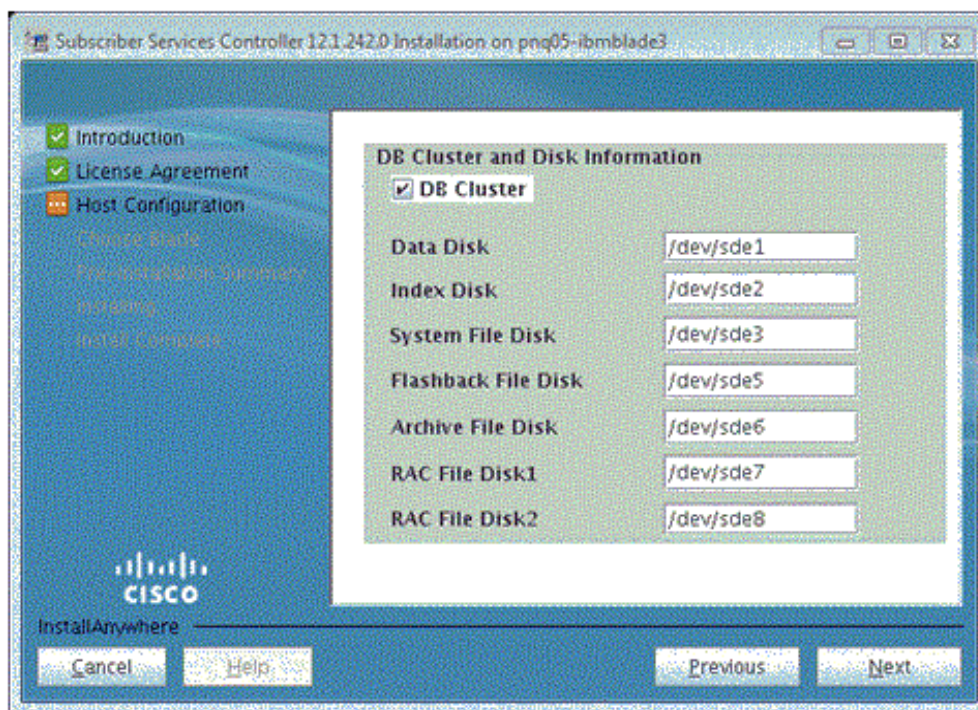 Subscriber Services Controller 12.1.242.0 Installation on pnq05-ibmblade3
Introduction
License Agreement
Host Configuration
Choose Blade
Pre-Installation Summary
Installing
Install Complete
DB Cluster and Disk Information
DB Cluster
Data Disk /dev/sde1
Index Disk /dev/sde2
System File Disk /dev/sde3
Flashback File Disk /dev/sde5
Archive File Disk /dev/sde6
RAC File Disk1 /dev/sde7
RAC File Disk2 /dev/sde8
CISCO
InstallAnywhere
Cancel Help Previous Next